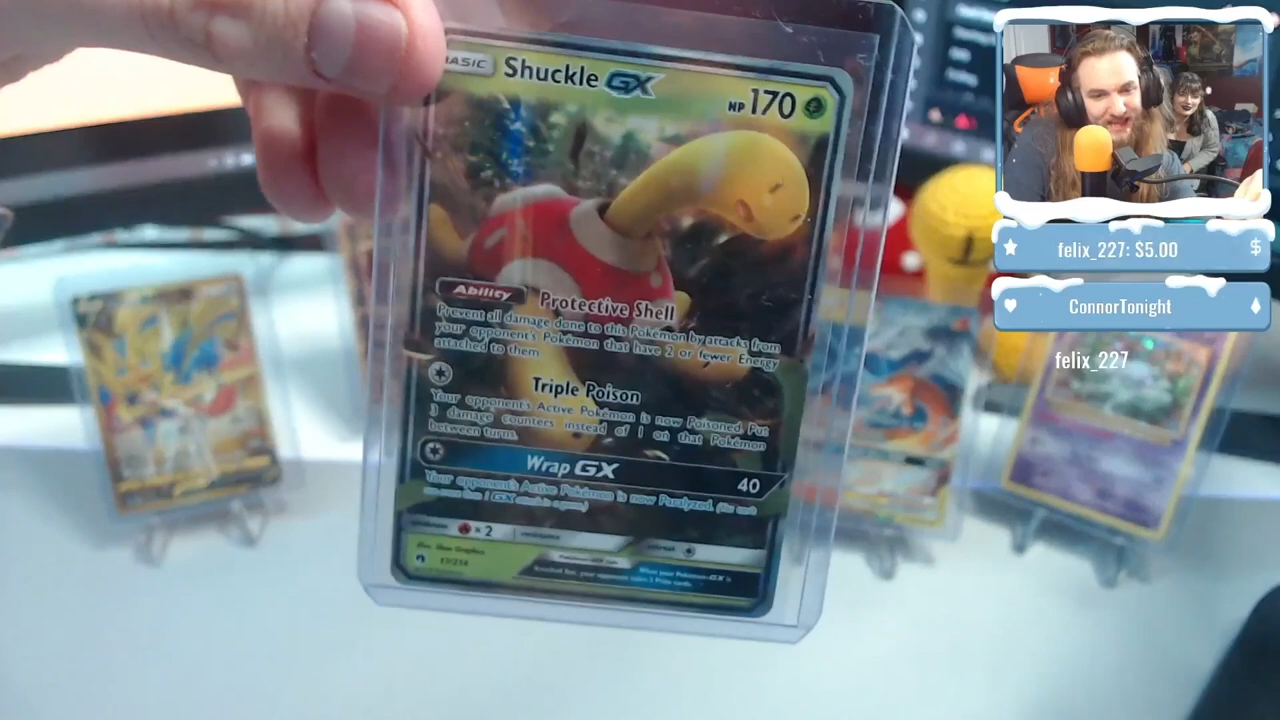 BASIC Shuckle GX HP 170
Ability Protective Shell
Prevent all damage done to this Pokémon by attacks from
your opponent's Pokémon that have 2 or fewer Energy
attached to them
Triple Poison
Your opponent's Active Pokémon is now Poisoned. Put
3 damage counters instead of 1 on that Pokémon
between turns.
Wrap GX 40
Your opponent's Active Pokémon is now Paralyzed.
× 2
17/214
felix_227: $5.00 $
ConnorTonight
felix_227